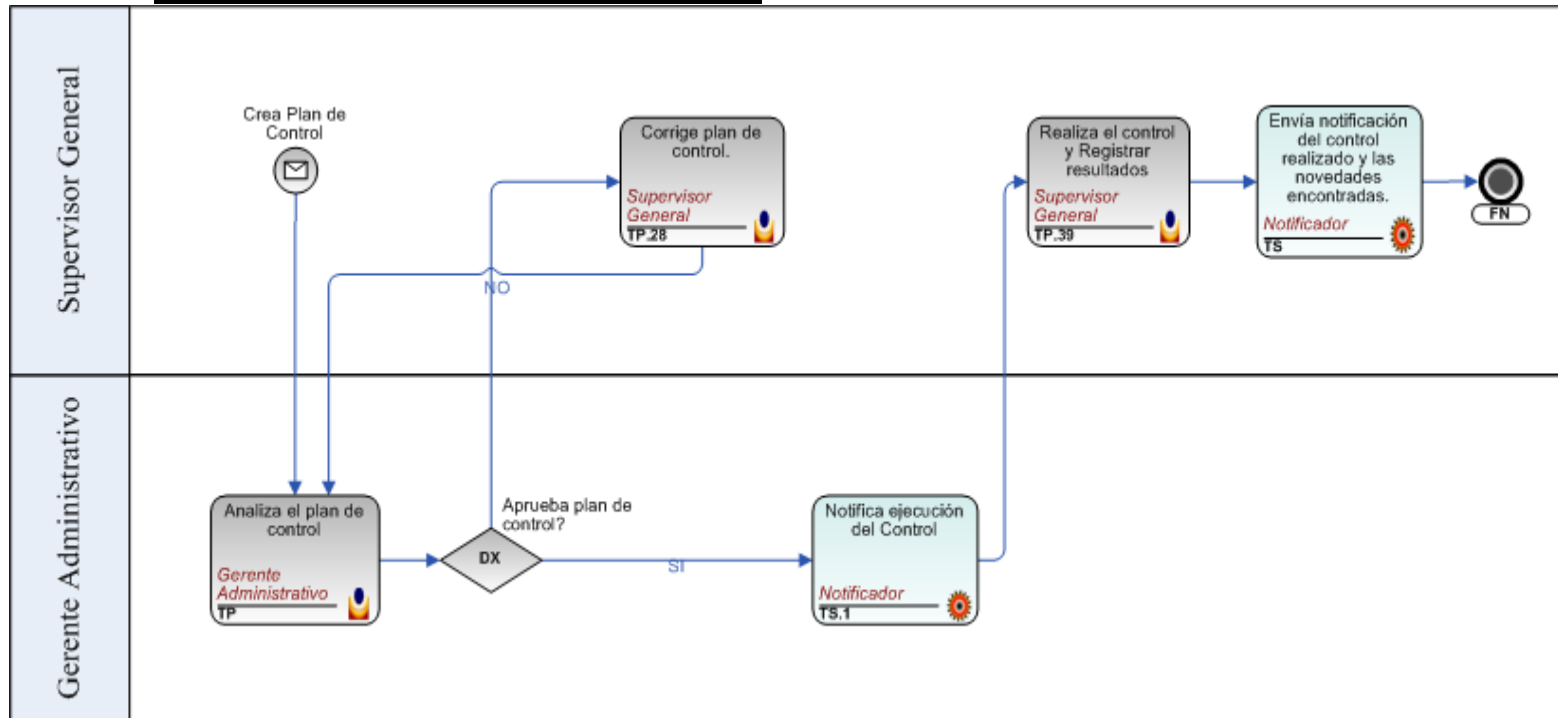 Supervisor General
Crea Plan de
Control
Corrige plan de
control.
Supervisor
General
TP.28
NO
Realiza el control
y Registrar
resultados
Supervisor
General
TP.39
Envía notificación
del control
realizado y las
novedades
encontradas.
Notificador
TS
FN
Gerente Administrativo
Analiza el plan de
control
Gerente
Administrativo
TP
Aprueba plan de
control?
DX
SI
Notifica ejecución
del Control
Notificador
TS.1